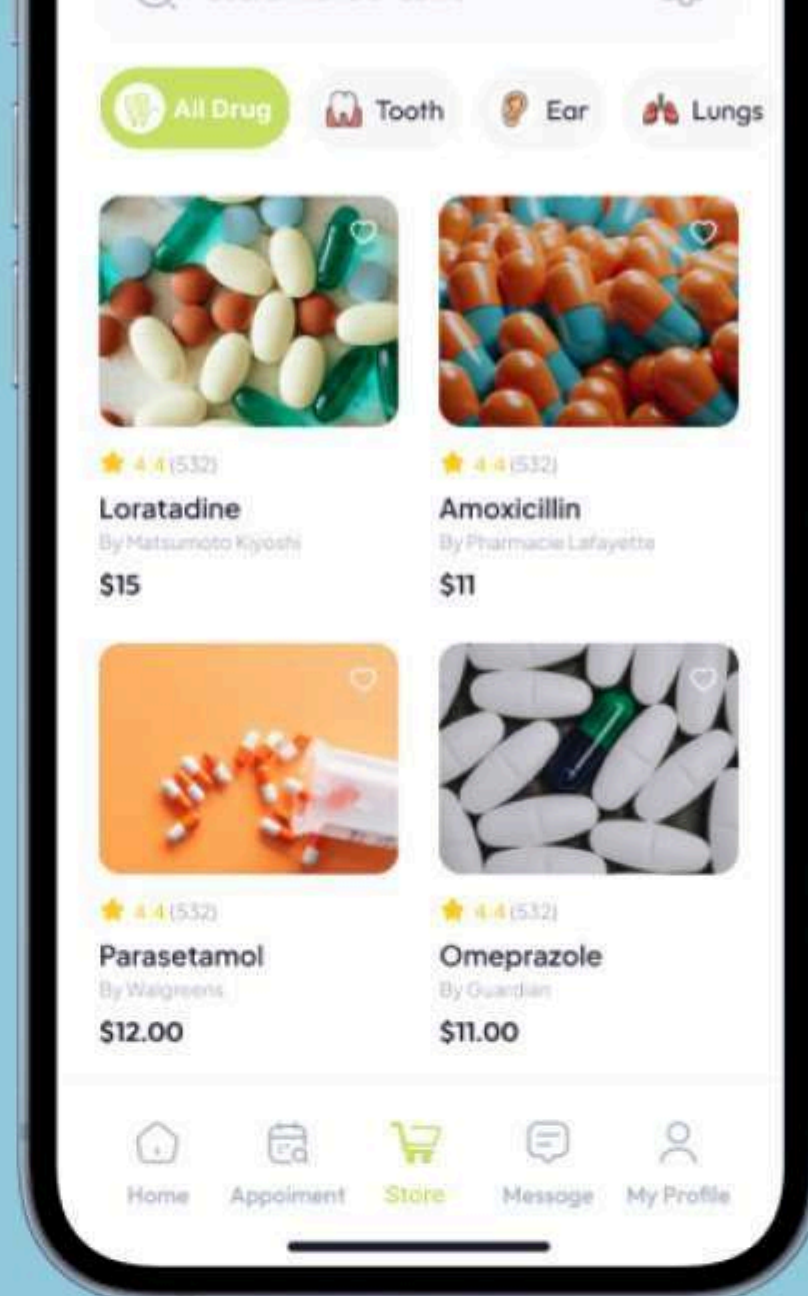 All Drug
Tooth
Ear
Lungs
4.4 (532)
4.4 (532)
Loratadine
Amoxicillin
By Matsumoto Kiyoshi
By Pharmacie Lafayette
$15
$11
4.4 (532)
4.4 (532)
Parasetamol
Omeprazole
By Walgreens
By Guardian
$12.00
$11.00
Home
Appoiment
Store
Message
My Profile